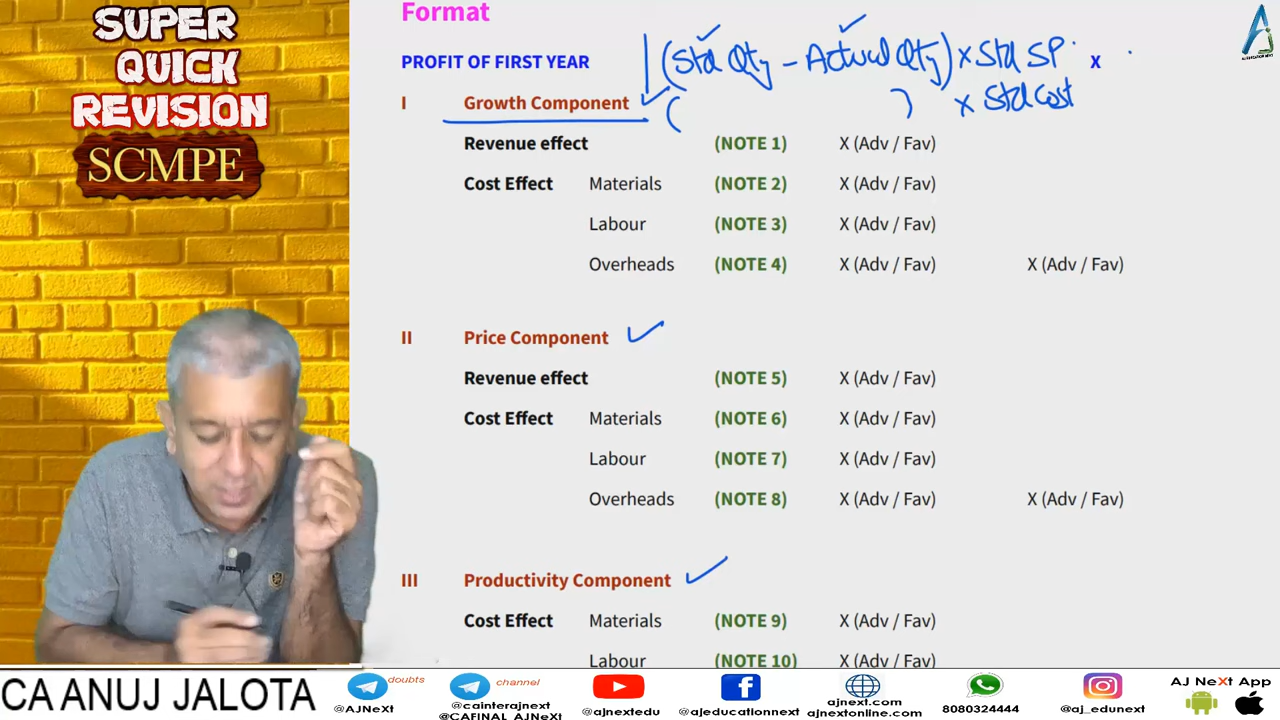 SUPER
QUICK
REVISION
SCMPE
Format
PROFIT OF FIRST YEAR
(Std Qty - Actual Qty) x Std SP
X
( ) x Std Cost
I Growth Component
Revenue effect (NOTE 1) X (Adv / Fav)
Cost Effect Materials (NOTE 2) X (Adv / Fav)
Labour (NOTE 3) X (Adv / Fav)
Overheads (NOTE 4) X (Adv / Fav) X (Adv / Fav)
II Price Component
Revenue effect (NOTE 5) X (Adv / Fav)
Cost Effect Materials (NOTE 6) X (Adv / Fav)
Labour (NOTE 7) X (Adv / Fav)
Overheads (NOTE 8) X (Adv / Fav) X (Adv / Fav)
III Productivity Component
Cost Effect Materials (NOTE 9) X (Adv / Fav)
Labour (NOTE 10) X (Adv / Fav)
CA ANUJ JALOTA
doubts
@AJNeXt
channel
@cainterajnext
@CAFINAL_AJNeXt
@ajnextedu
@ajeducationnext
ajnext.com
ajnextonline.com
8080324444
@aj_edunext
AJ NeXt App